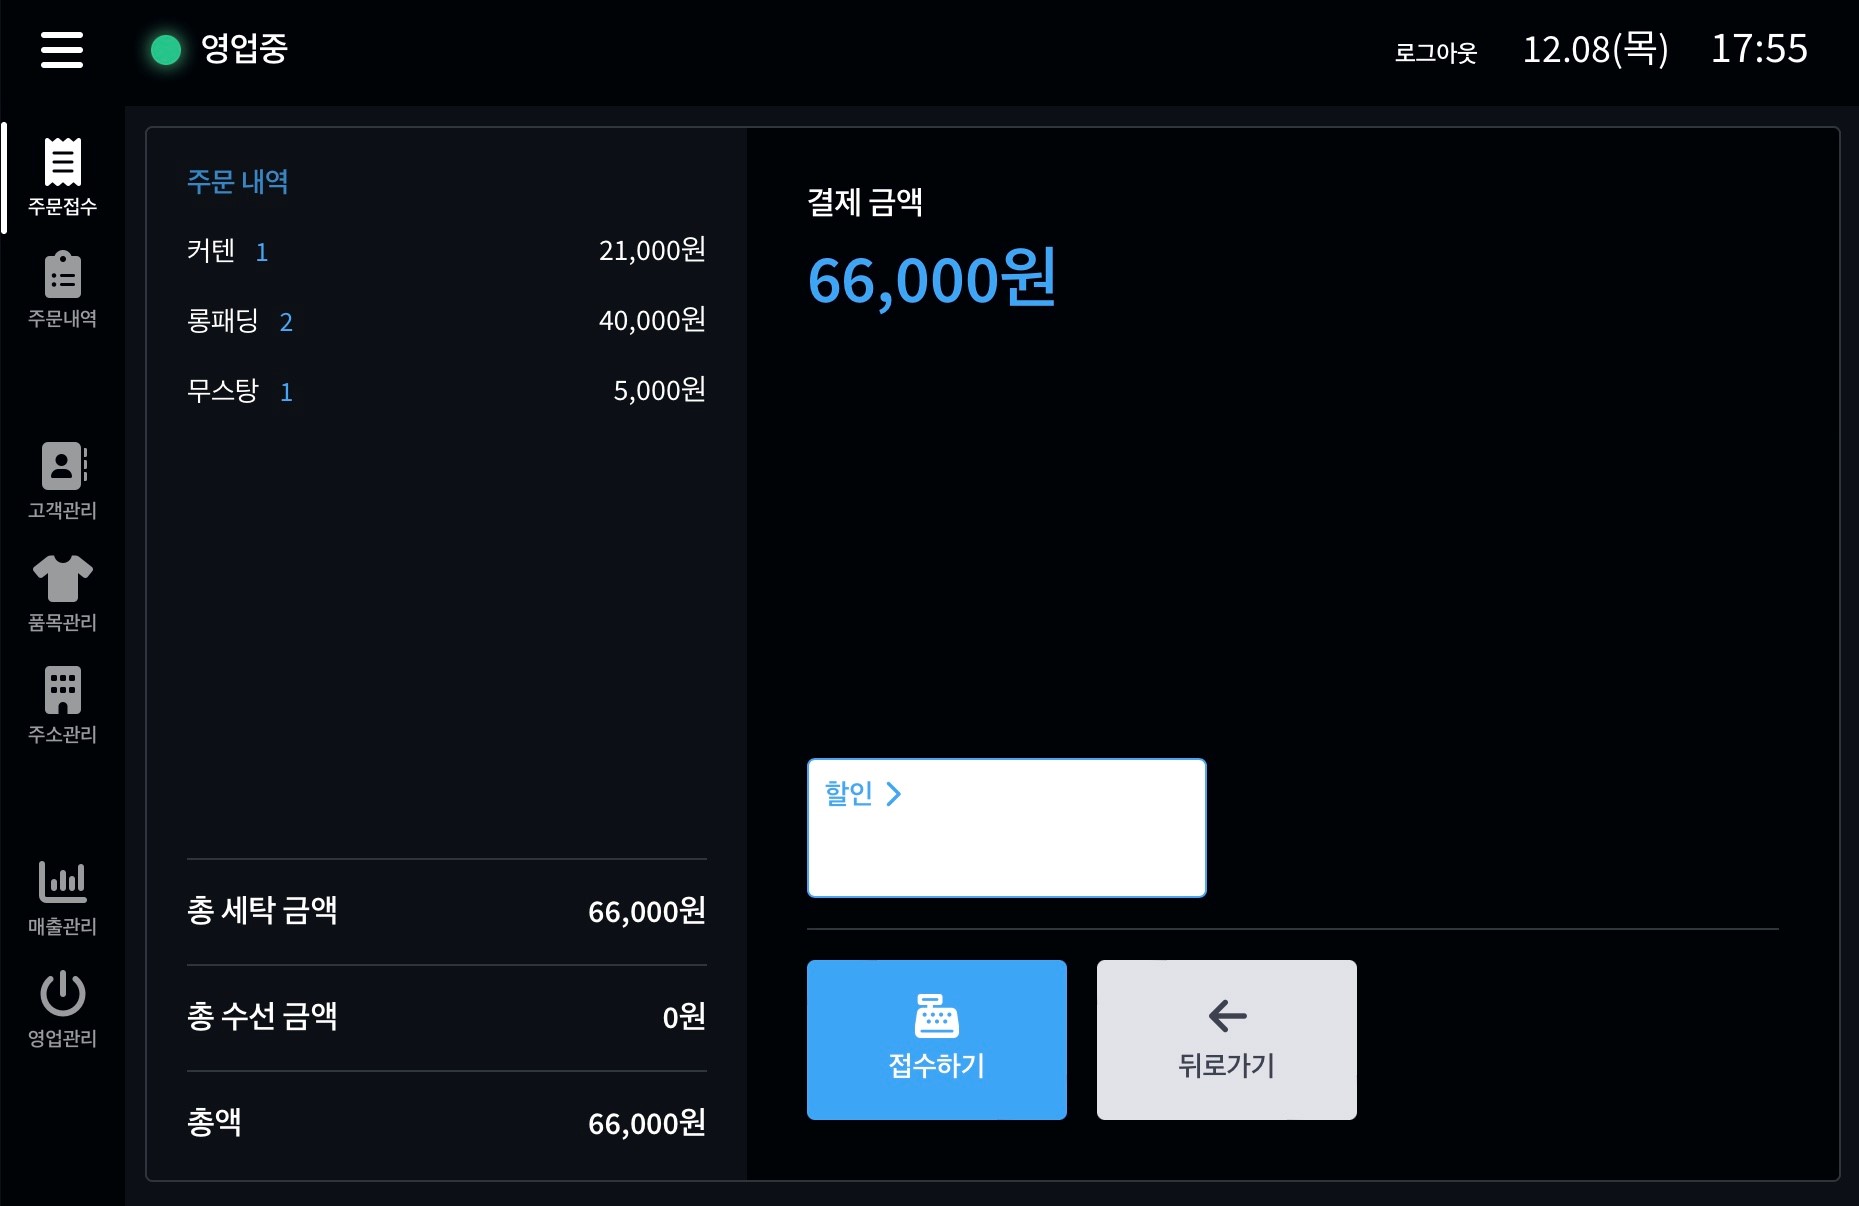 영업중
로그아웃 12.08(목) 17:55
주문접수
주문내역
고객관리
품목관리
주소관리
매출관리
영업관리
주문 내역
커텐 1 21,000원
롱패딩 2 40,000원
무스탕 1 5,000원
총 세탁 금액 66,000원
총 수선 금액 0원
총액 66,000원
결제 금액
66,000원
할인
접수하기
뒤로가기